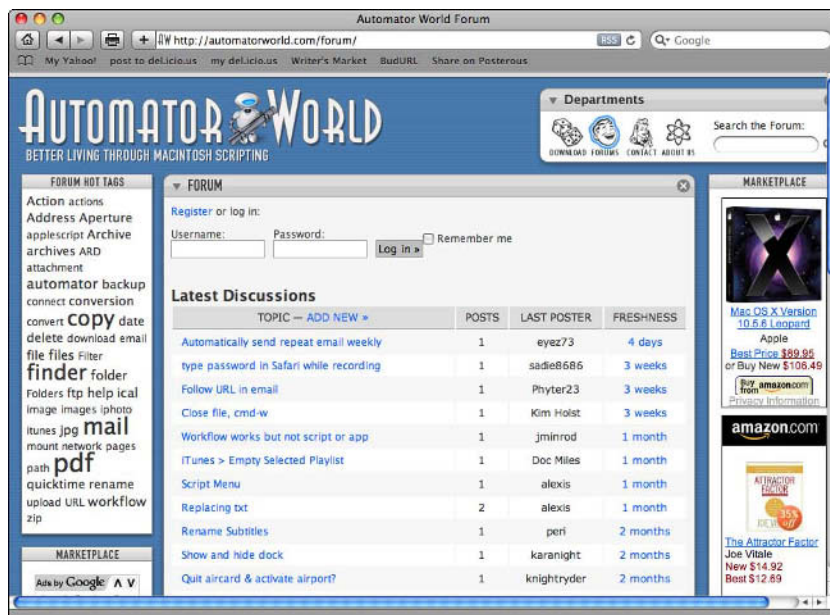 Automator World Forum
http://automatorworld.com/forum/
RSS
Google
My Yahoo! post to del.icio.us my del.icio.us Writer's Market BudURL Share on Posterous
AUTOMATOR WORLD
BETTER LIVING THROUGH MACINTOSH SCRIPTING
Departments
DOWNLOAD FORUMS CONTACT ABOUT US
Search the Forum:
FORUM HOT TAGS
Action actions
Address Aperture
applescript Archive
archives ARD
attachment
automator backup
connect conversion
convert copy date
delete download email
file files Filter
finder folder
Folders ftp help ical
image images iphoto
itunes jpg mail
mount network pages
path pdf
quicktime rename
upload URL workflow
zip
MARKETPLACE
Ads by Google
FORUM
Register or log in:
Username: Password:
Log in »
Remember me
Latest Discussions
TOPIC — ADD NEW » POSTS LAST POSTER FRESHNESS
Automatically send repeat email weekly 1 eyez73 4 days
type password in Safari while recording 1 sadie8686 3 weeks
Follow URL in email 1 Phyter23 3 weeks
Close file, cmd-w 1 Kim Holst 3 weeks
Workflow works but not script or app 1 jminrod 1 month
iTunes > Empty Selected Playlist 1 Doc Miles 1 month
Script Menu 1 alexis 1 month
Replacing txt 2 alexis 1 month
Rename Subtitles 1 peri 2 months
Show and hide dock 1 karanight 2 months
Quit aircard & activate airport? 1 knightryder 2 months
MARKETPLACE
Mac OS X Version
10.5.6 Leopard
Apple
Best Price $89.95
or Buy New $106.49
Buy from amazon.com
Privacy Information
amazon.com
ATTRACTOR
FACTOR
35%
off
The Attractor Factor
Joe Vitale
New $14.92
Best $12.69